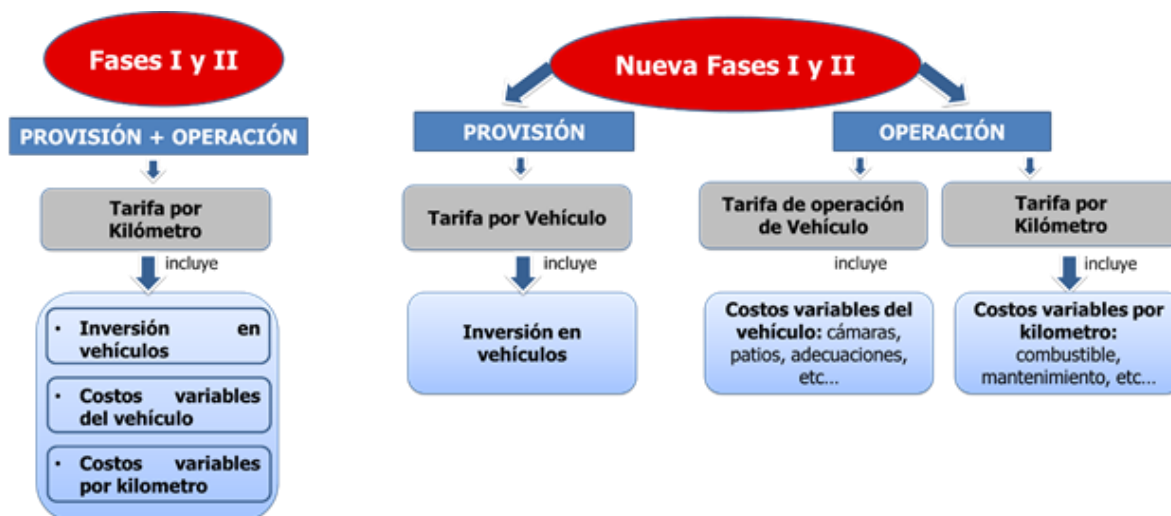 Fases I y II
PROVISIÓN + OPERACIÓN
Tarifa por
Kilómetro
incluye
• Inversión en
vehículos
• Costos variables
del vehículo
• Costos variables
por kilometro
Nueva Fases I y II
PROVISIÓN
Tarifa por Vehículo
incluye
Inversión en
vehículos
OPERACIÓN
Tarifa de operación
de Vehículo
incluye
Costos variables del
vehículo: cámaras,
patios, adecuaciones,
etc...
Tarifa por
Kilómetro
incluye
Costos variables por
kilometro:
combustible,
mantenimiento, etc...